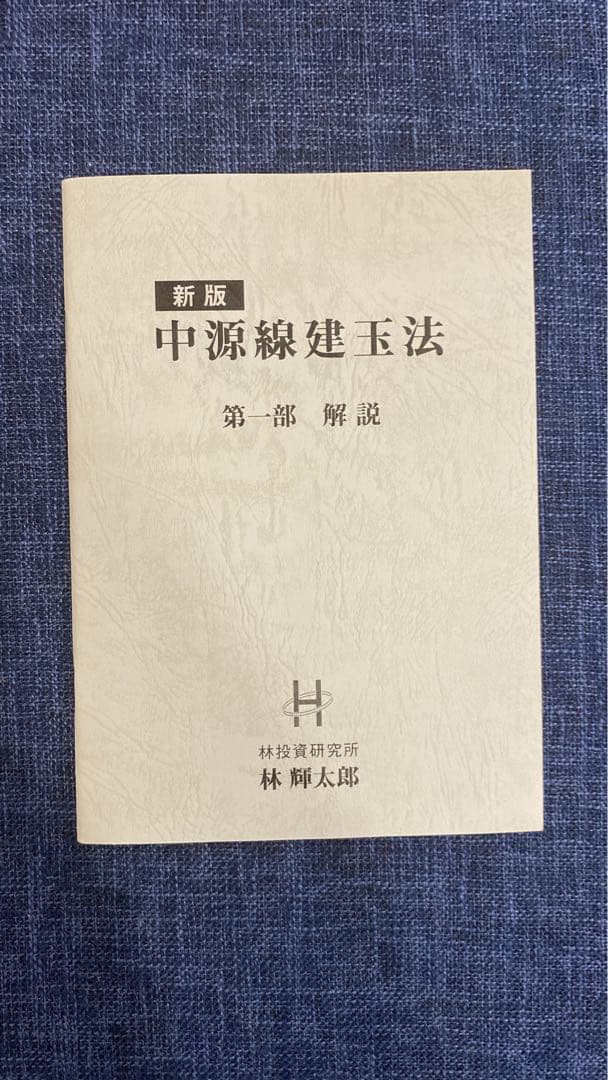 新版
中源線建玉法
第一部 解説
H
林投資研究所
林 輝太郎